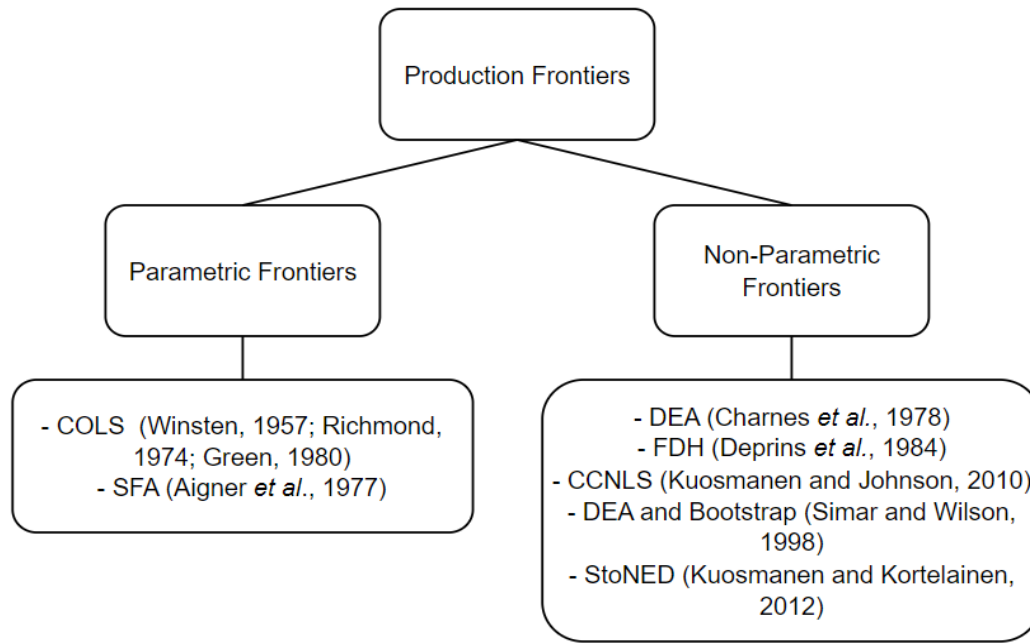 Production Frontiers
Parametric Frontiers
Non-Parametric
Frontiers
- COLS (Winsten, 1957; Richmond,
1974; Green, 1980)
- SFA (Aigner et al., 1977)
- DEA (Charnes et al., 1978)
- FDH (Deprins et al., 1984)
- CCNLS (Kuosmanen and Johnson, 2010)
- DEA and Bootstrap (Simar and Wilson,
1998)
- StoNED (Kuosmanen and Kortelainen,
2012)